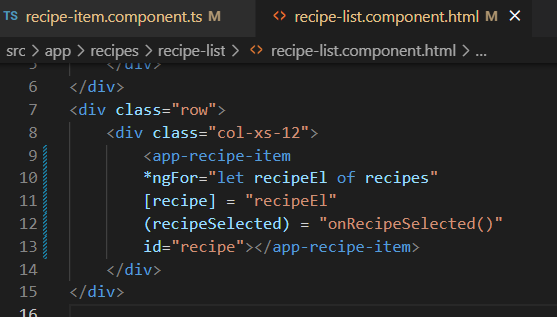 TS recipe-item.component.ts M <> recipe-list.component.html M ×
src > app > recipes > recipe-list > <> recipe-list.component.html > ...
5 </div>
6 </div>
7 <div class="row">
8 <div class="col-xs-12">
9 <app-recipe-item
10 *ngFor="let recipeEl of recipes"
11 [recipe] = "recipeEl"
12 (recipeSelected) = "onRecipeSelected()"
13 id="recipe"></app-recipe-item>
14 </div>
15 </div>
16